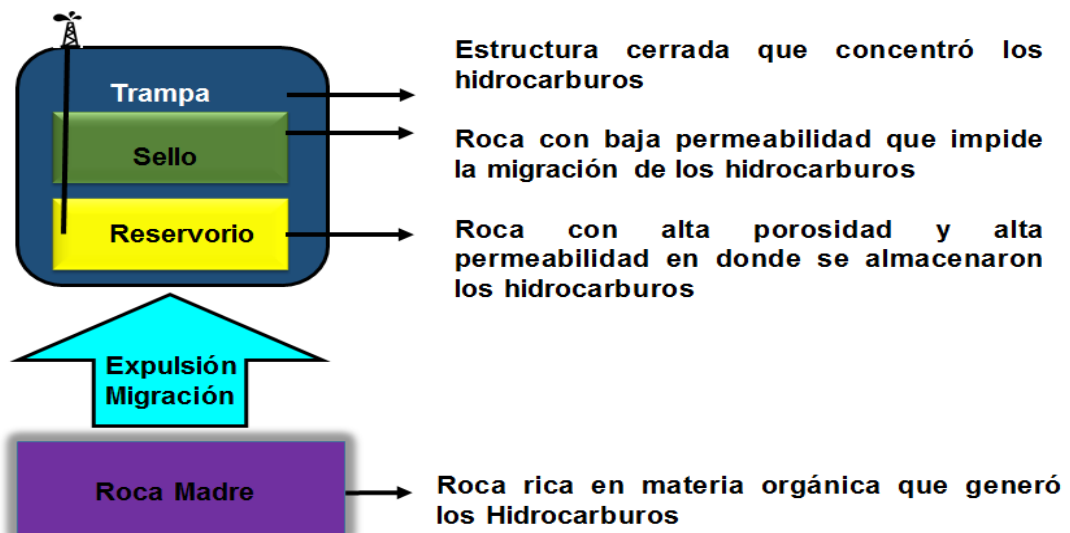 Trampa
Estructura cerrada que concentró los
hidrocarburos
Sello
Roca con baja permeabilidad que impide
la migración de los hidrocarburos
Reservorio
Roca con alta porosidad y alta
permeabilidad en donde se almacenaron
los hidrocarburos
Expulsión
Migración
Roca Madre
Roca rica en materia orgánica que generó
los Hidrocarburos